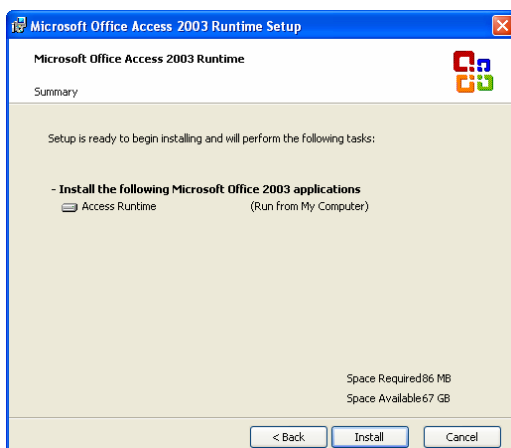 Microsoft Office Access 2003 Runtime Setup
Microsoft Office Access 2003 Runtime
Summary
Setup is ready to begin installing and will perform the following tasks:
- Install the following Microsoft Office 2003 applications
Access Runtime (Run from My Computer)
Space Required86 MB
Space Available67 GB
< Back Install Cancel